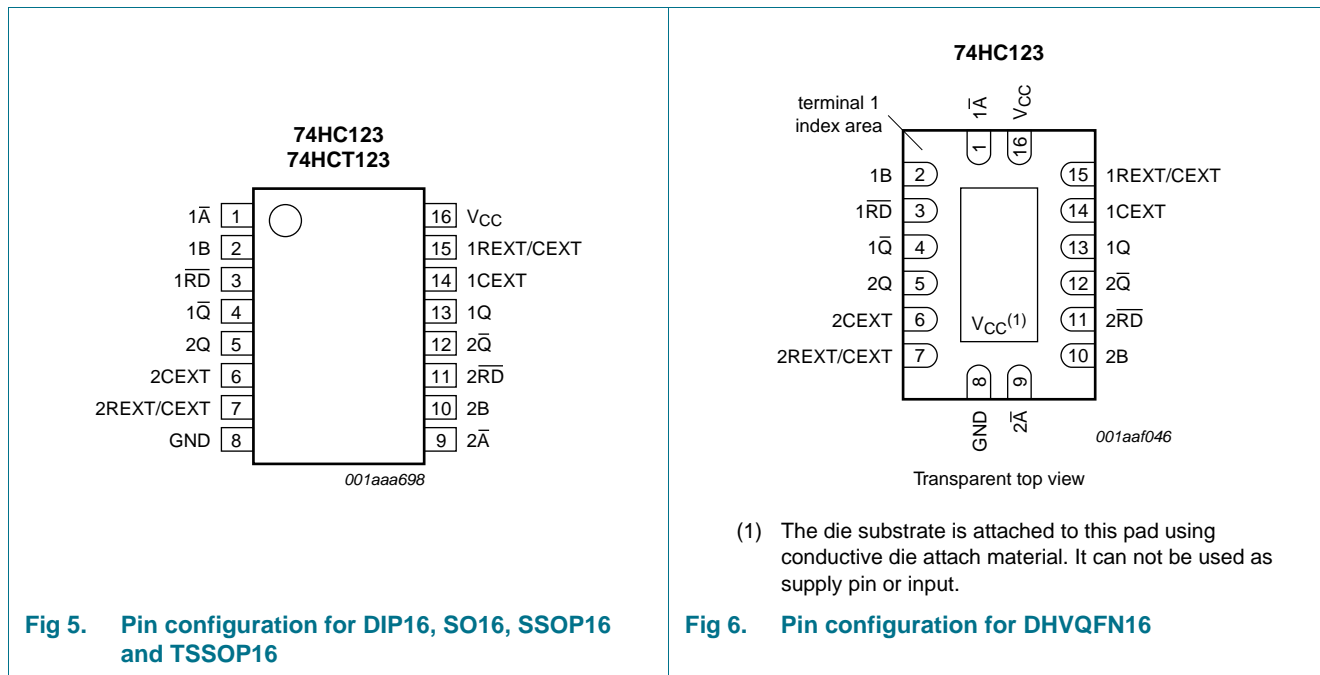 74HC123
74HCT123
1A̅ 1
1B 2
1R̅D̅ 3
1Q̅ 4
2Q 5
2CEXT 6
2REXT/CEXT 7
GND 8
16 VCC
15 1REXT/CEXT
14 1CEXT
13 1Q
12 2Q̅
11 2R̅D̅
10 2B
9 2A̅
001aaa698
Fig 5. Pin configuration for DIP16, SO16, SSOP16
and TSSOP16
74HC123
terminal 1
index area
1A̅
VCC
1
16
1B 2
1R̅D̅ 3
1Q̅ 4
2Q 5
2CEXT 6
2REXT/CEXT 7
15 1REXT/CEXT
14 1CEXT
13 1Q
12 2Q̅
11 2R̅D̅
10 2B
VCC(1)
8
9
GND
2A̅
001aaf046
Transparent top view
(1) The die substrate is attached to this pad using
conductive die attach material. It can not be used as
supply pin or input.
Fig 6. Pin configuration for DHVQFN16